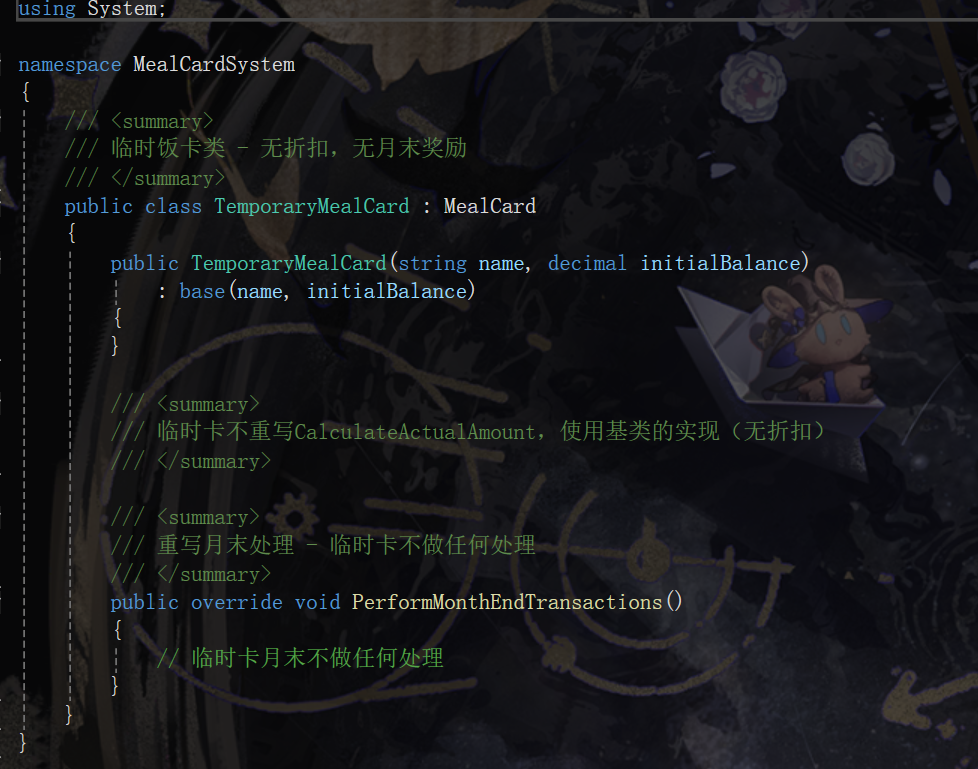 using System;
namespace MealCardSystem
{
/// <summary>
/// 临时饭卡类 - 无折扣，无月末奖励
/// </summary>
public class TemporaryMealCard : MealCard
{
public TemporaryMealCard(string name, decimal initialBalance)
: base(name, initialBalance)
{
}
/// <summary>
/// 临时卡不重写CalculateActualAmount，使用基类的实现（无折扣）
/// </summary>
/// <summary>
/// 重写月末处理 - 临时卡不做任何处理
/// </summary>
public override void PerformMonthEndTransactions()
{
// 临时卡月末不做任何处理
}
}
}